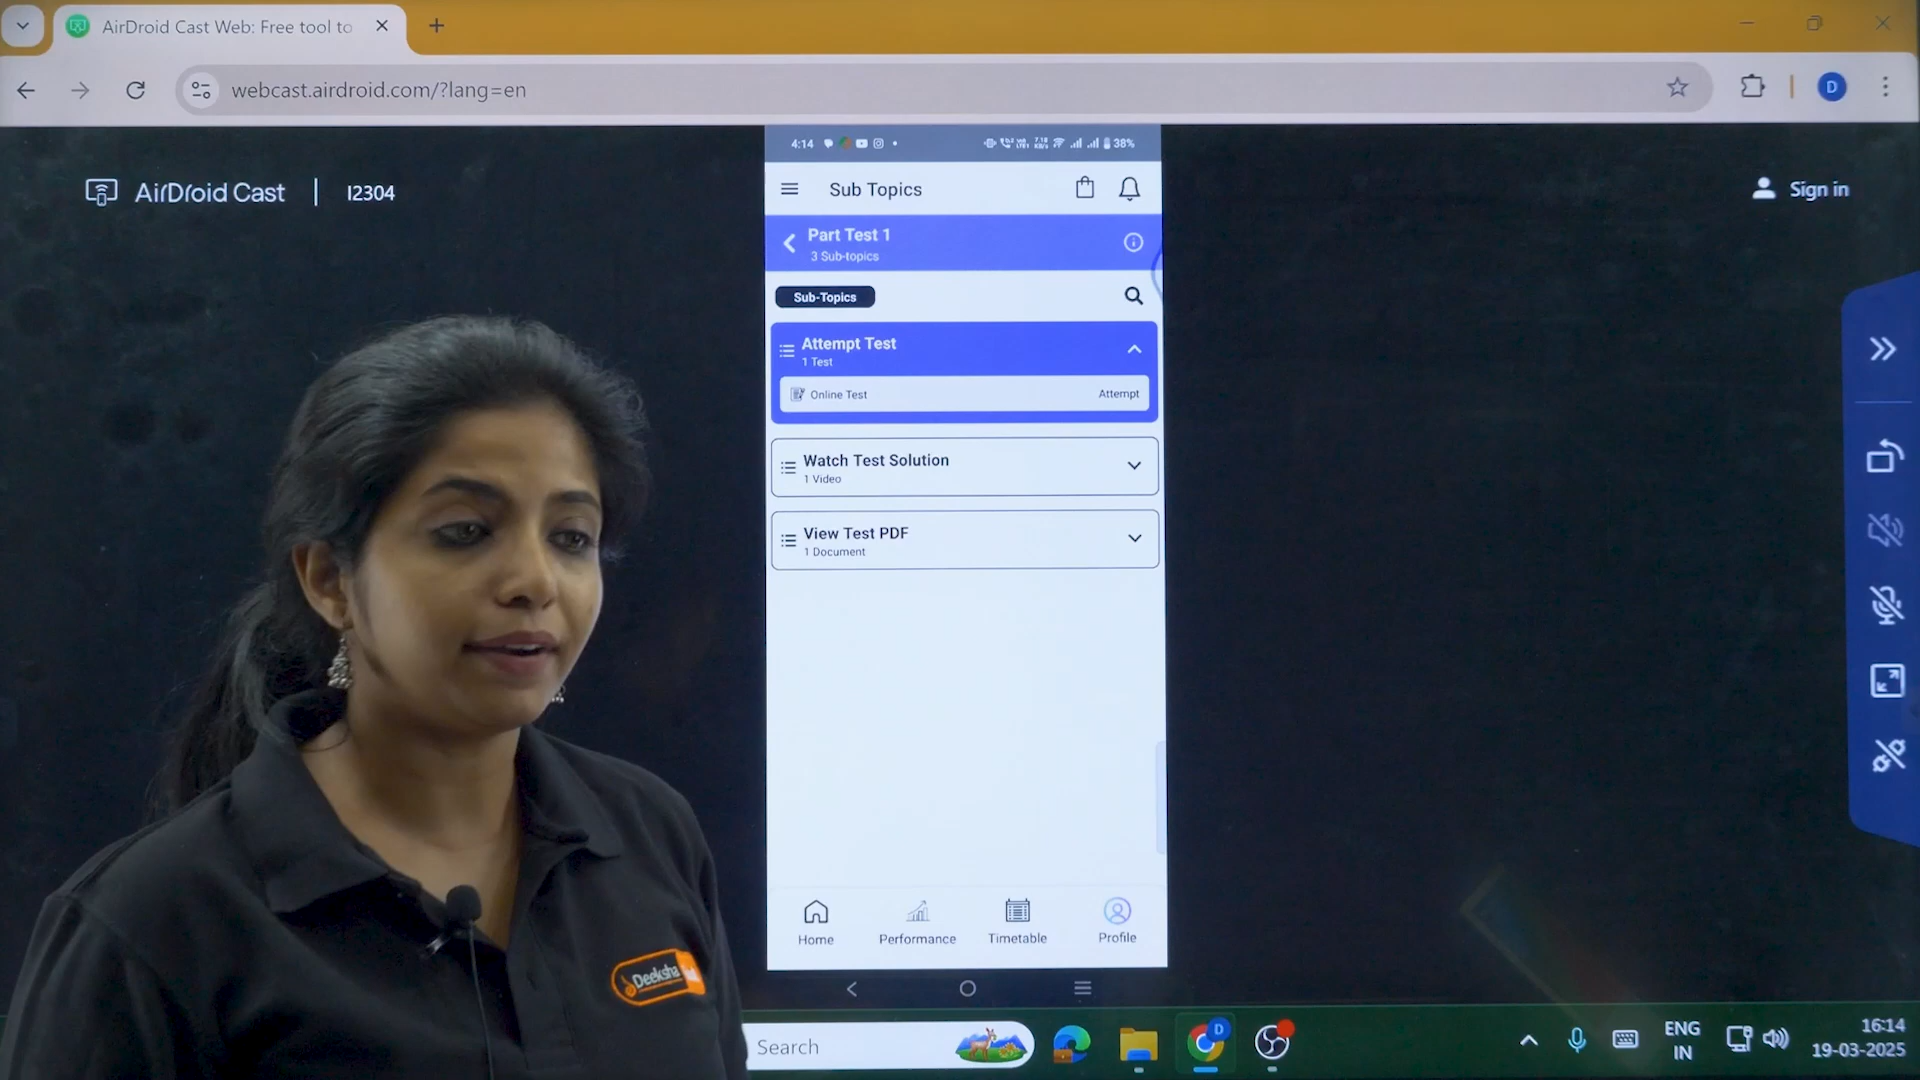 AirDroid Cast Web: Free tool to
webcast.airdroid.com/?lang=en
D
AirDroid Cast | I2304
Sign in
4:14
38%
Sub Topics
Part Test 1
3 Sub-topics
Sub-Topics
Attempt Test
1 Test
Online Test
Attempt
Watch Test Solution
1 Video
View Test PDF
1 Document
Home
Performance
Timetable
Profile
Deeksha
Search
D
ENG
IN
16:14
19-03-2025